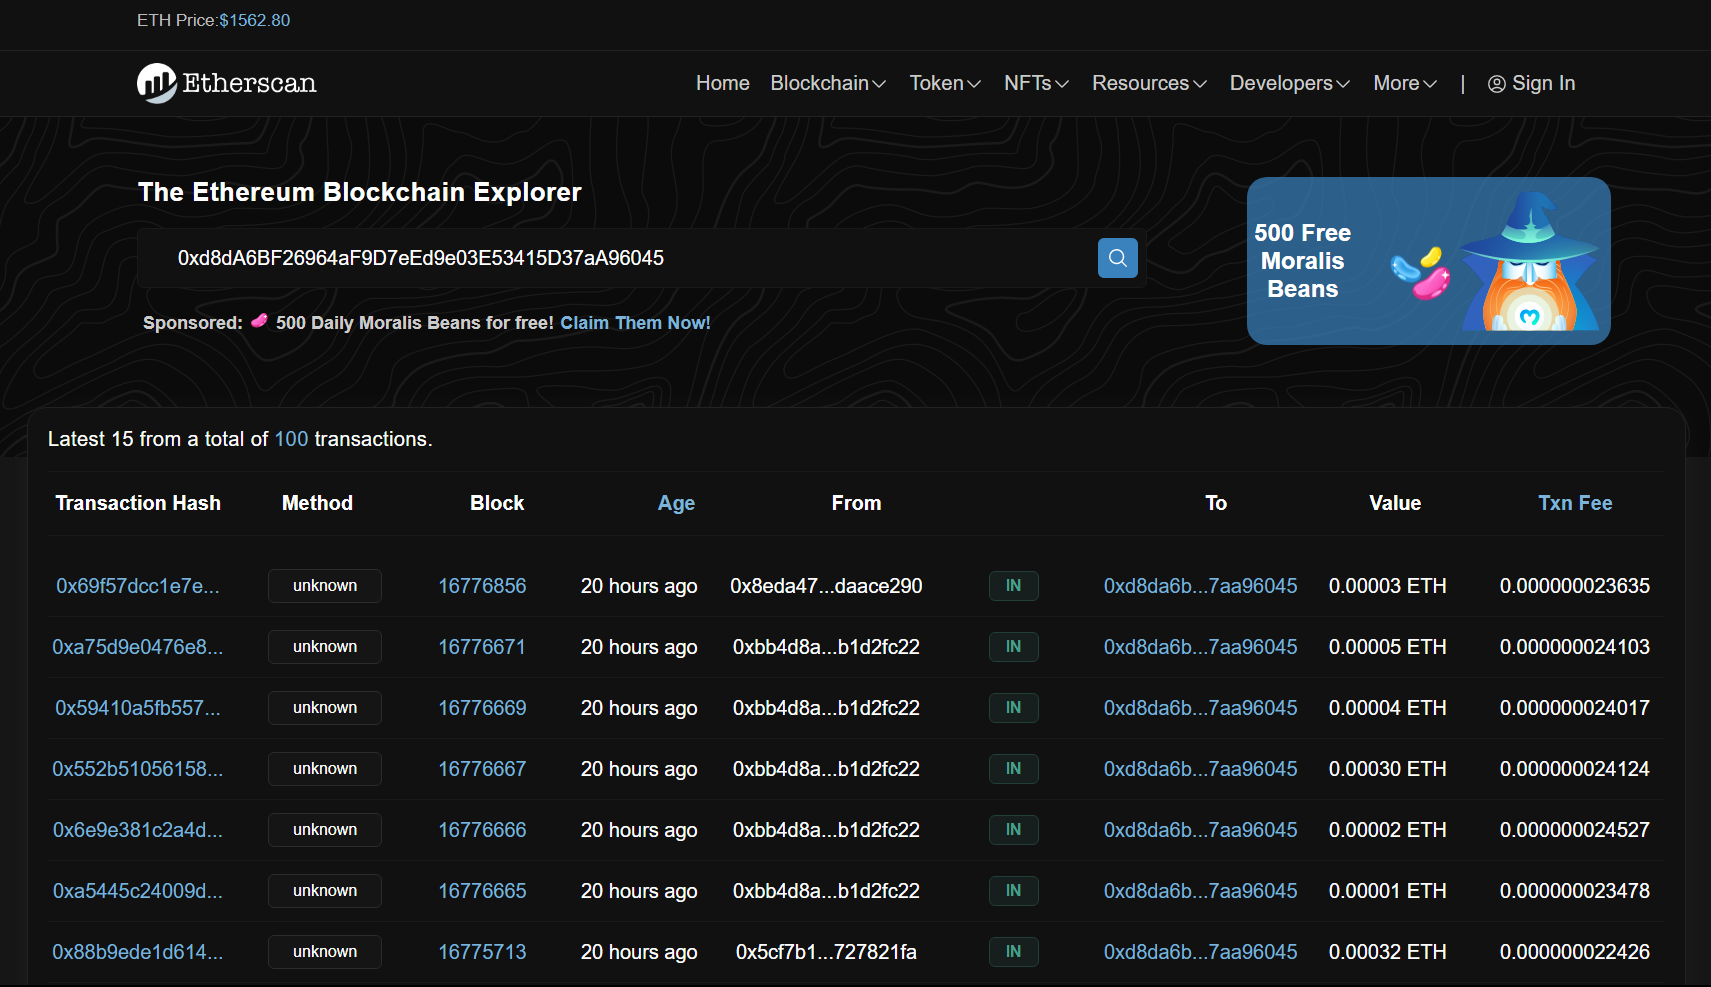 ETH Price:$1562.80
Etherscan
Home Blockchain Token NFTs Resources Developers More | Sign In
The Ethereum Blockchain Explorer
0xd8dA6BF26964aF9D7eEd9e03E53415D37aA96045
Sponsored: 500 Daily Moralis Beans for free! Claim Them Now!
500 Free
Moralis
Beans
Latest 15 from a total of 100 transactions.
Transaction Hash Method Block Age From To Value Txn Fee
0x69f57dcc1e7e... unknown 16776856 20 hours ago 0x8eda47...daace290 IN 0xd8da6b...7aa96045 0.00003 ETH 0.000000023635
0xa75d9e0476e8... unknown 16776671 20 hours ago 0xbb4d8a...b1d2fc22 IN 0xd8da6b...7aa96045 0.00005 ETH 0.000000024103
0x59410a5fb557... unknown 16776669 20 hours ago 0xbb4d8a...b1d2fc22 IN 0xd8da6b...7aa96045 0.00004 ETH 0.000000024017
0x552b51056158... unknown 16776667 20 hours ago 0xbb4d8a...b1d2fc22 IN 0xd8da6b...7aa96045 0.00030 ETH 0.000000024124
0x6e9e381c2a4d... unknown 16776666 20 hours ago 0xbb4d8a...b1d2fc22 IN 0xd8da6b...7aa96045 0.00002 ETH 0.000000024527
0xa5445c24009d... unknown 16776665 20 hours ago 0xbb4d8a...b1d2fc22 IN 0xd8da6b...7aa96045 0.00001 ETH 0.000000023478
0x88b9ede1d614... unknown 16775713 20 hours ago 0x5cf7b1...727821fa IN 0xd8da6b...7aa96045 0.00032 ETH 0.000000022426